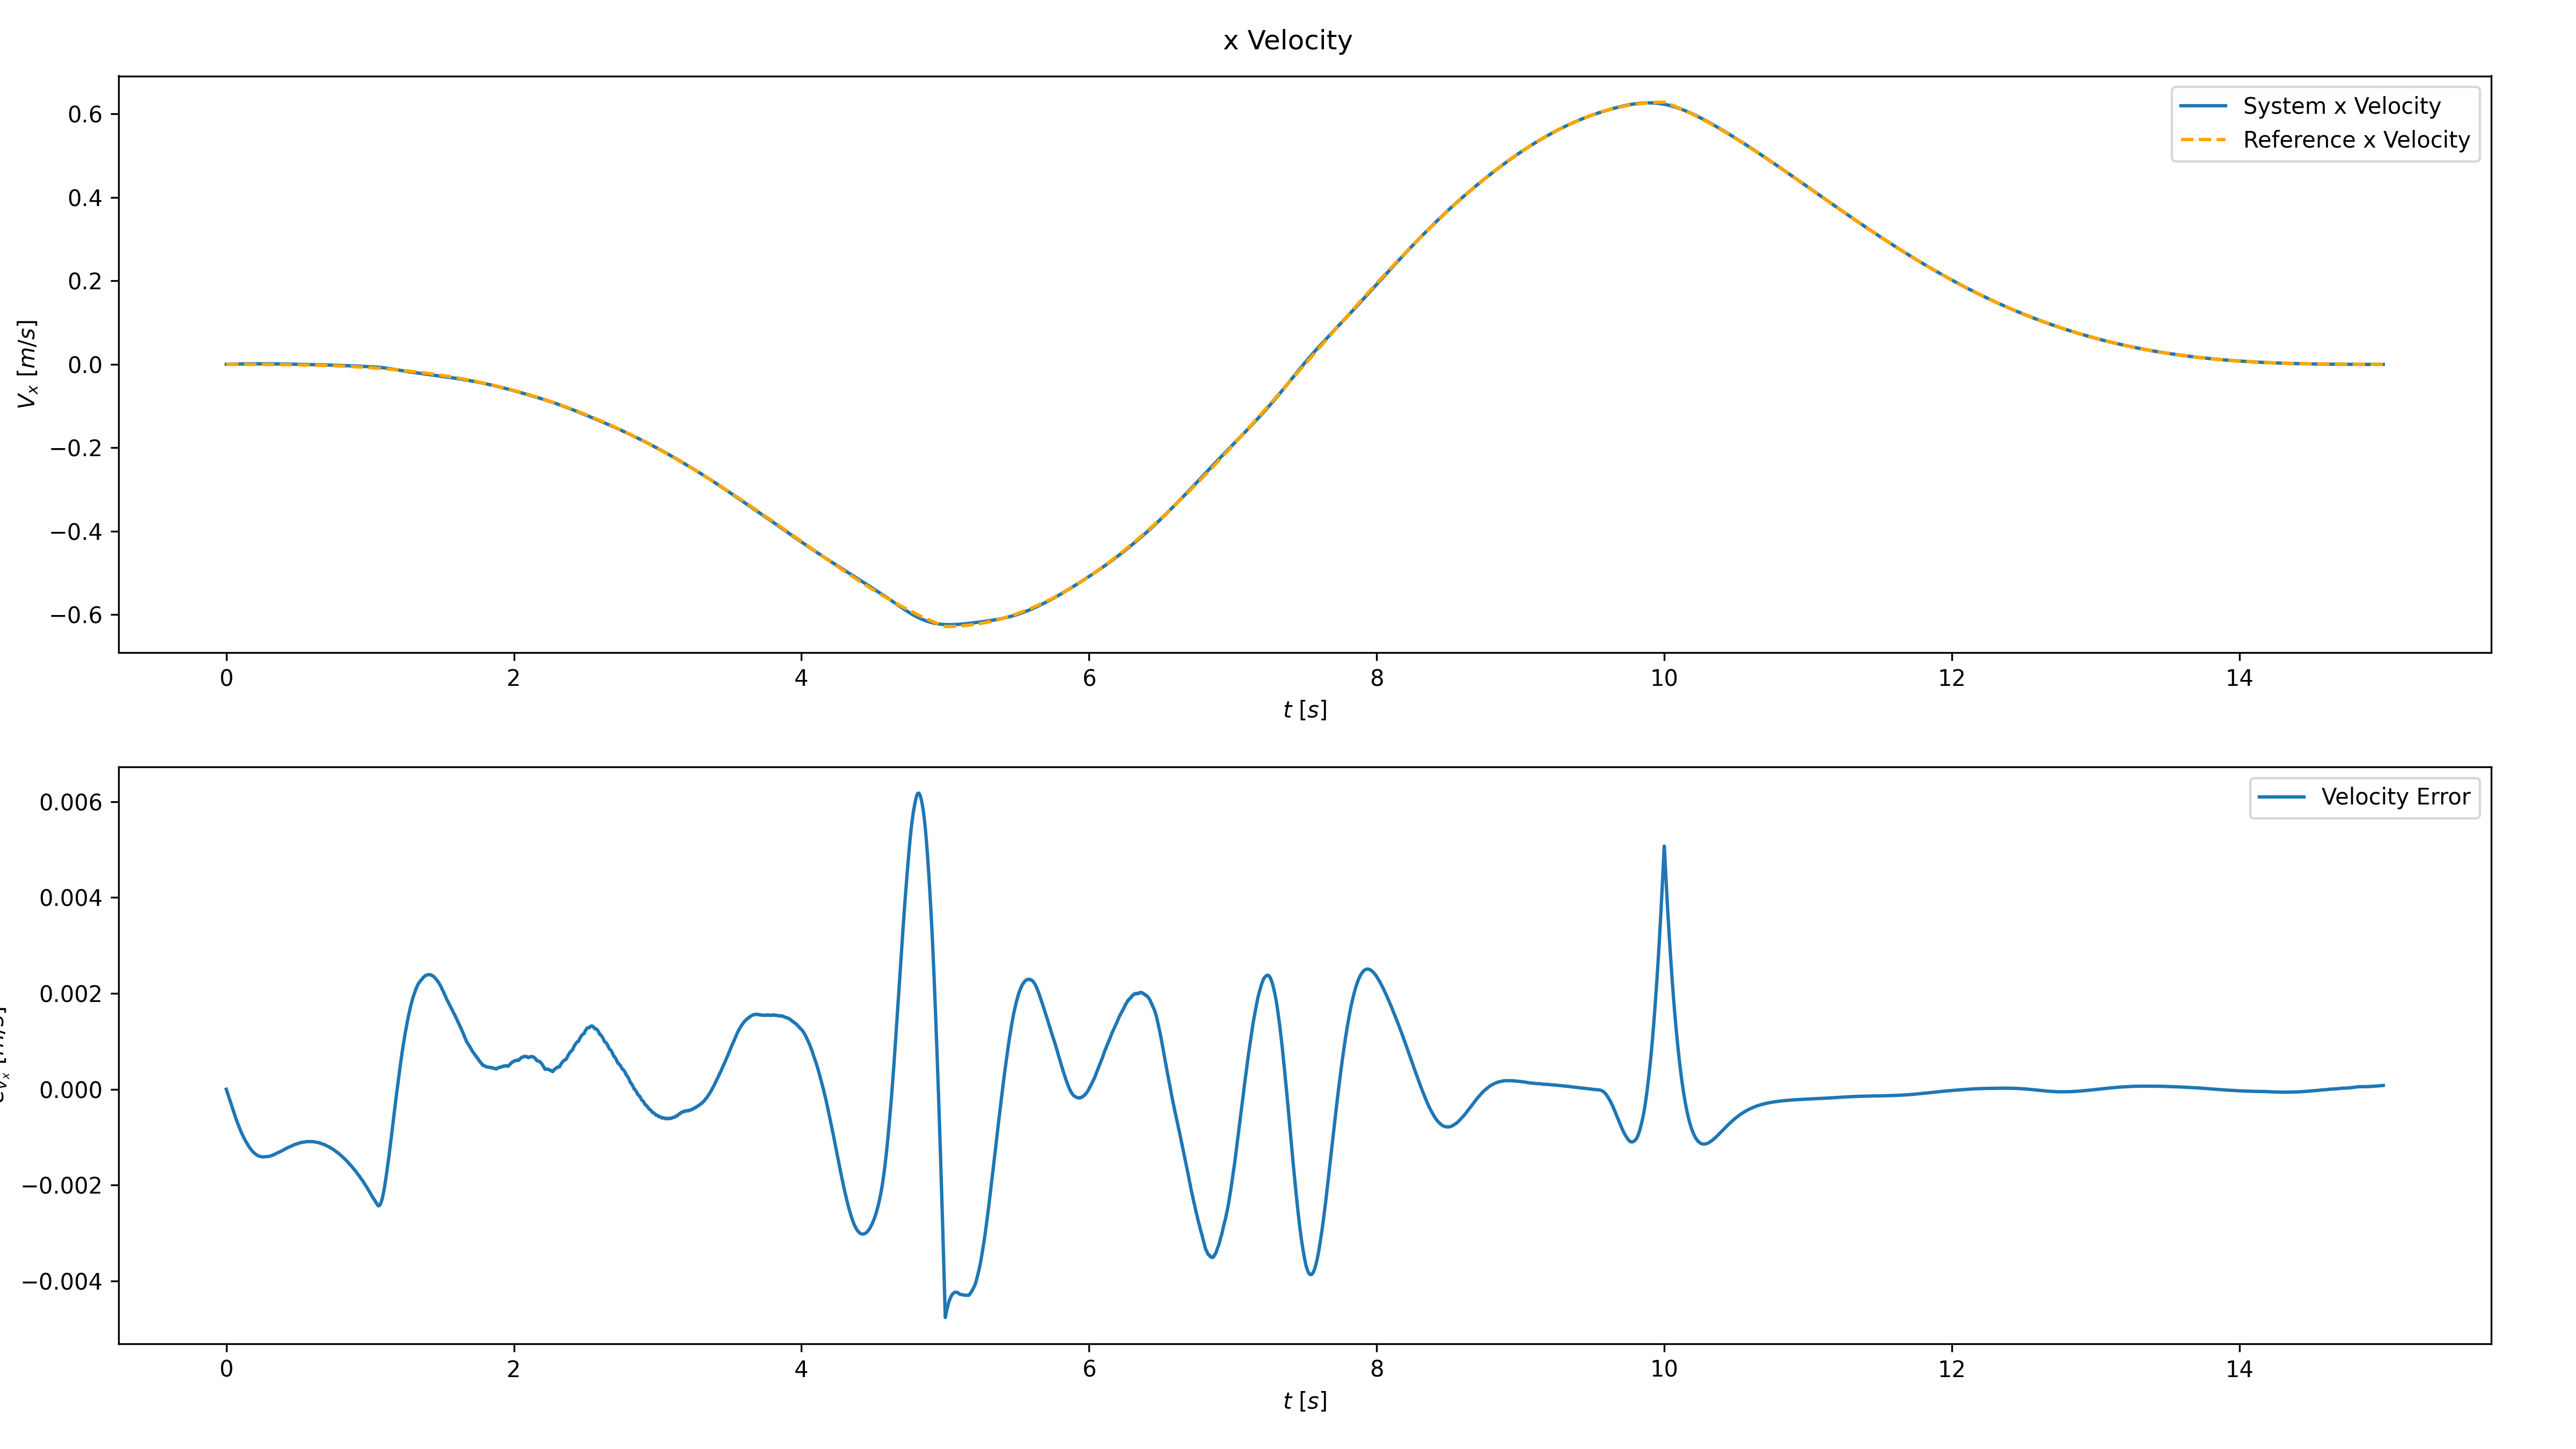 x Velocity
System x Velocity
Reference x Velocity
0.6
0.4
0.2
0.0
−0.2
−0.4
−0.6
V_x [m/s]
0 2 4 6 8 10 12 14
t [s]
Velocity Error
0.006
0.004
0.002
0.000
−0.002
−0.004
0 2 4 6 8 10 12 14
t [s]